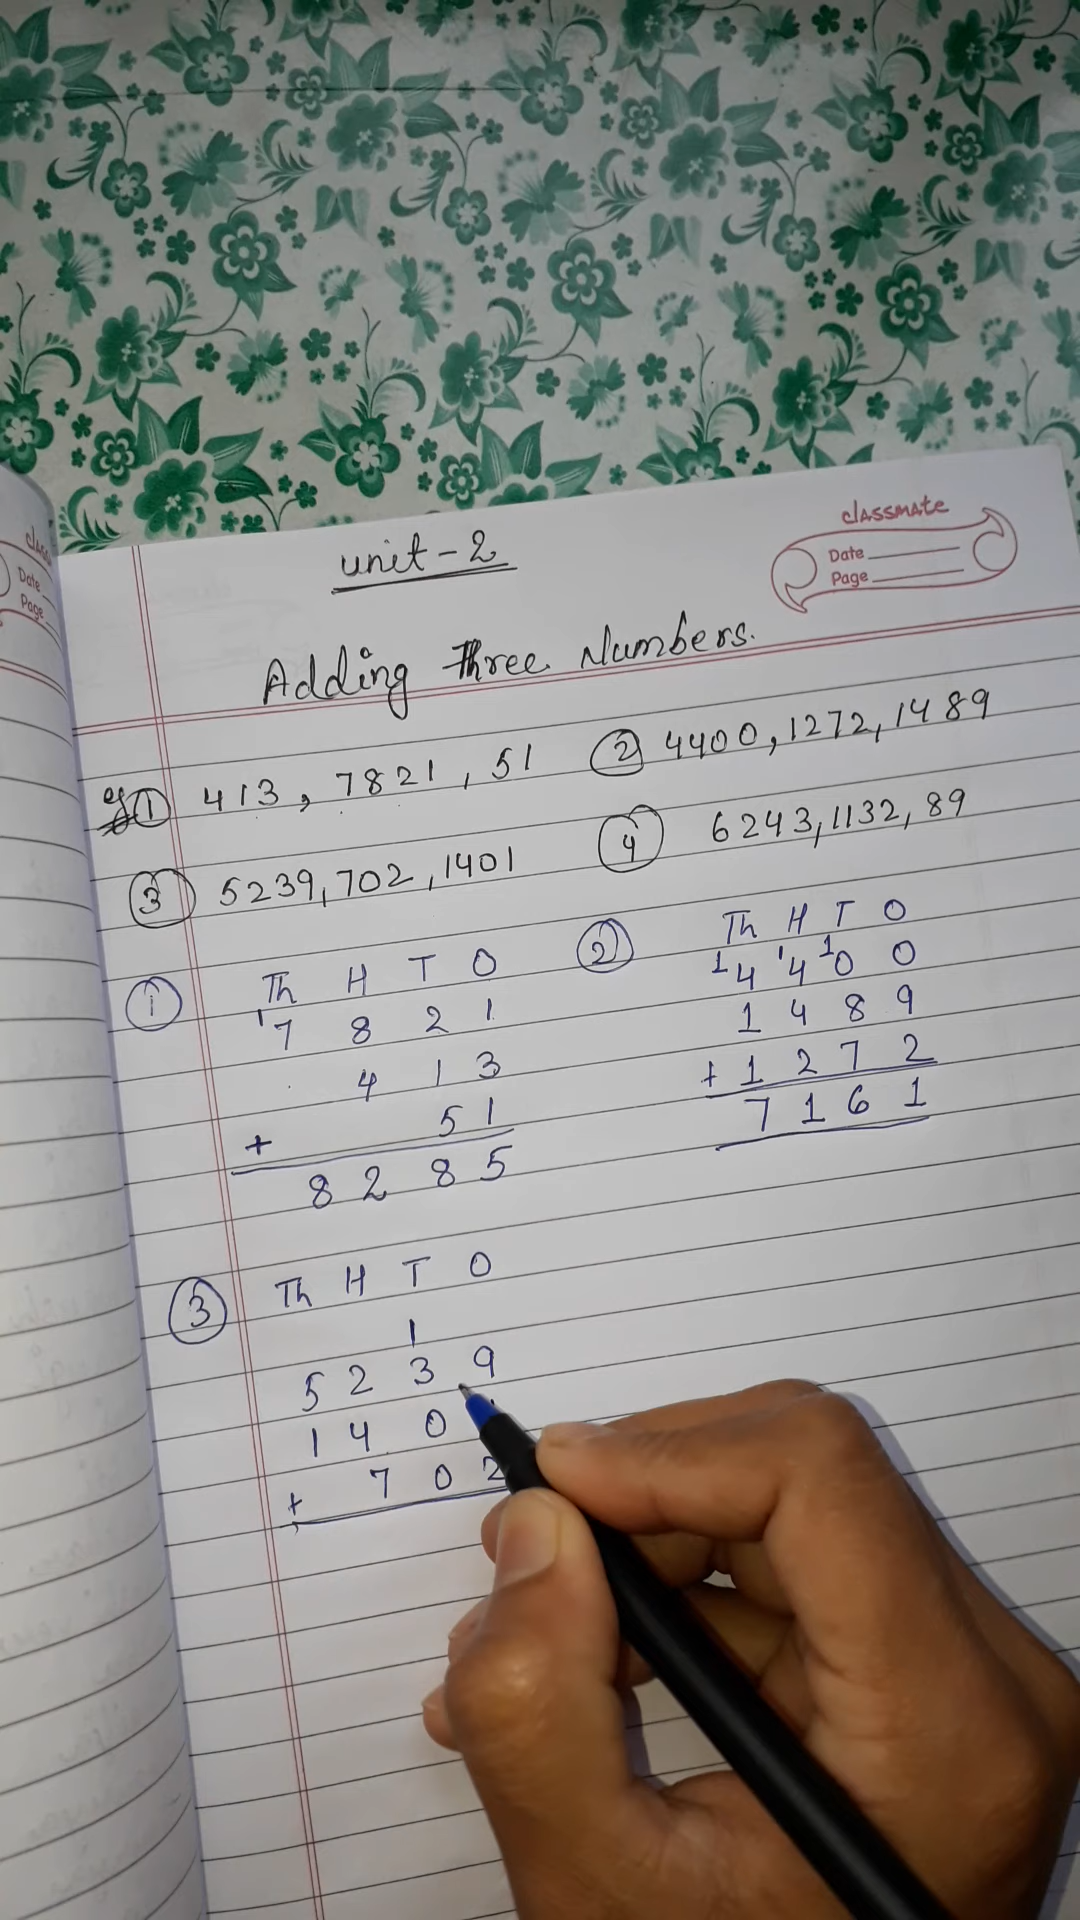 unit-2
classmate
Date
Page
Adding Three Numbers.
eg ① 413, 7821, 51 ② 4400, 1272, 1489
③ 5239, 702, 1401 ④ 6243, 1132, 89
① Th H T O
1
7 8 2 1
4 1 3
+ 5 1
8 2 8 5
② Th H T O
1 1 1
4 4 0 0
1 4 8 9
+ 1 2 7 2
7 1 6 1
③ Th H T O
1
5 2 3 9
1 4 0
+ 7 0 2
Date
Page